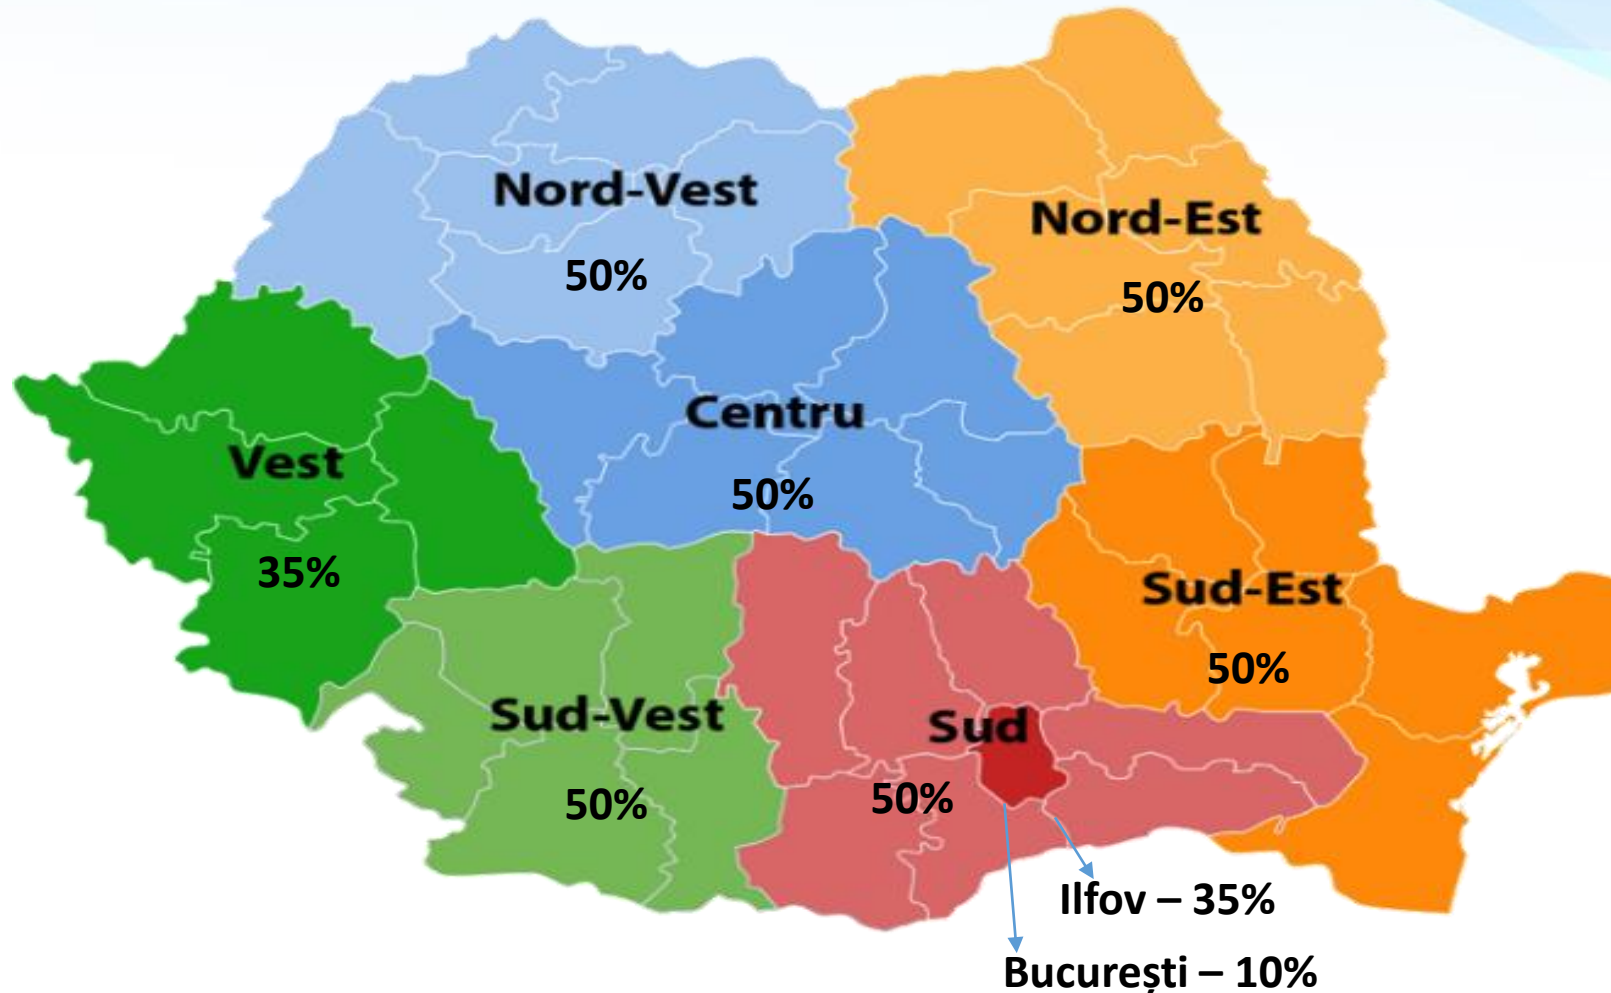 Nord-Vest
50%
Nord-Est
50%
Centru
50%
Vest
35%
Sud-Est
50%
Sud-Vest
50%
Sud
50%
Ilfov – 35%
București – 10%